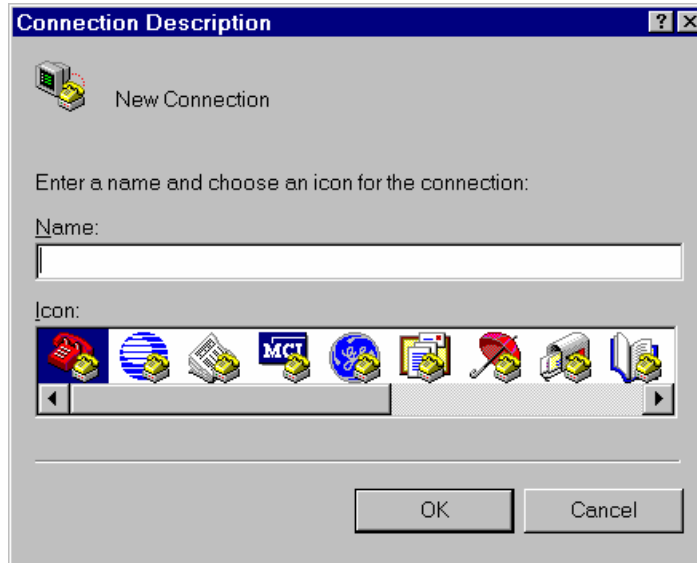 Connection Description
New Connection
Enter a name and choose an icon for the connection:
Name:
Icon:
MCI
OK
Cancel